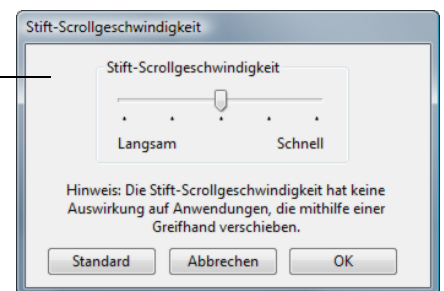 Stift-Scrollgeschwindigkeit
Stift-Scrollgeschwindigkeit
Langsam Schnell
Hinweis: Die Stift-Scrollgeschwindigkeit hat keine
Auswirkung auf Anwendungen, die mithilfe einer
Greifhand verschieben.
Standard Abbrechen OK